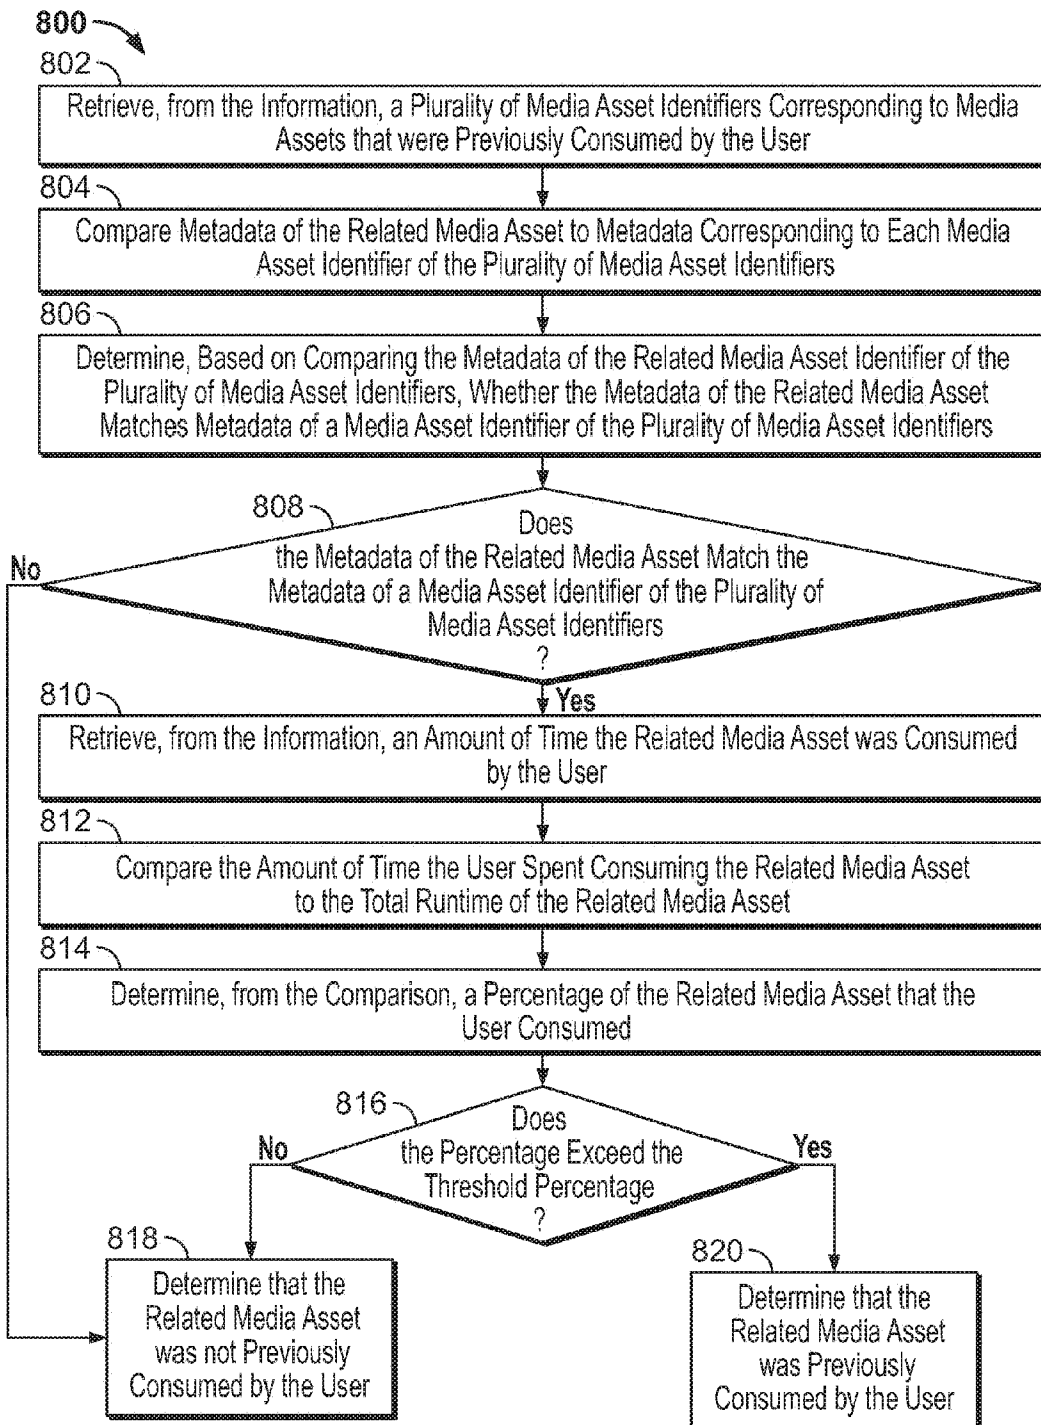 800
802
Retrieve, from the Information, a Plurality of Media Asset Identifiers Corresponding to Media
Assets that were Previously Consumed by the User
804
Compare Metadata of the Related Media Asset to Metadata Corresponding to Each Media
Asset Identifier of the Plurality of Media Asset Identifiers
806
Determine, Based on Comparing the Metadata of the Related Media Asset Identifier of the
Plurality of Media Asset Identifiers, Whether the Metadata of the Related Media Asset
Matches Metadata of a Media Asset Identifier of the Plurality of Media Asset Identifiers
808
Does
the Metadata of the Related Media Asset Match the
Metadata of a Media Asset Identifier of the Plurality of
Media Asset Identifiers
?
No
Yes
810
Retrieve, from the Information, an Amount of Time the Related Media Asset was Consumed
by the User
812
Compare the Amount of Time the User Spent Consuming the Related Media Asset
to the Total Runtime of the Related Media Asset
814
Determine, from the Comparison, a Percentage of the Related Media Asset that the
User Consumed
816
Does
the Percentage Exceed the
Threshold Percentage
?
No
Yes
818
Determine that the
Related Media Asset
was not Previously
Consumed by the User
820
Determine that the
Related Media Asset
was Previously
Consumed by the User